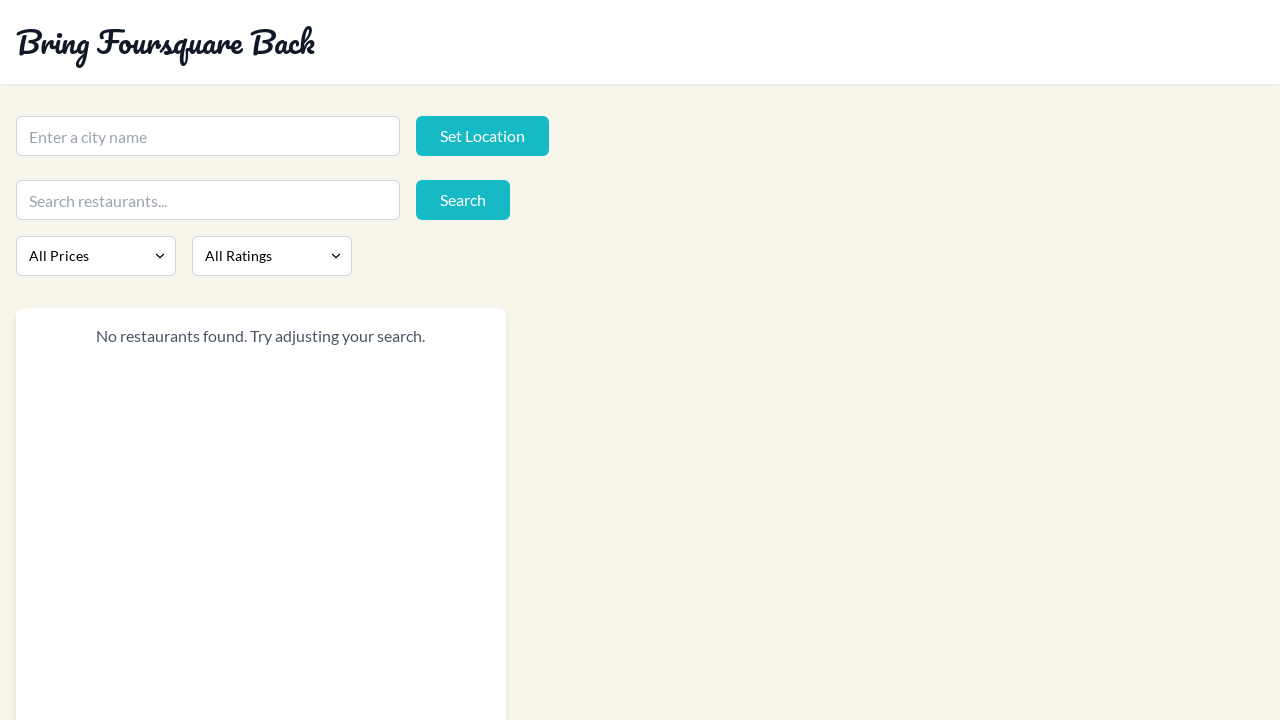 Bring Foursquare Back
Enter a city name
Set Location
Search restaurants...
Search
All Prices
All Ratings
No restaurants found. Try adjusting your search.